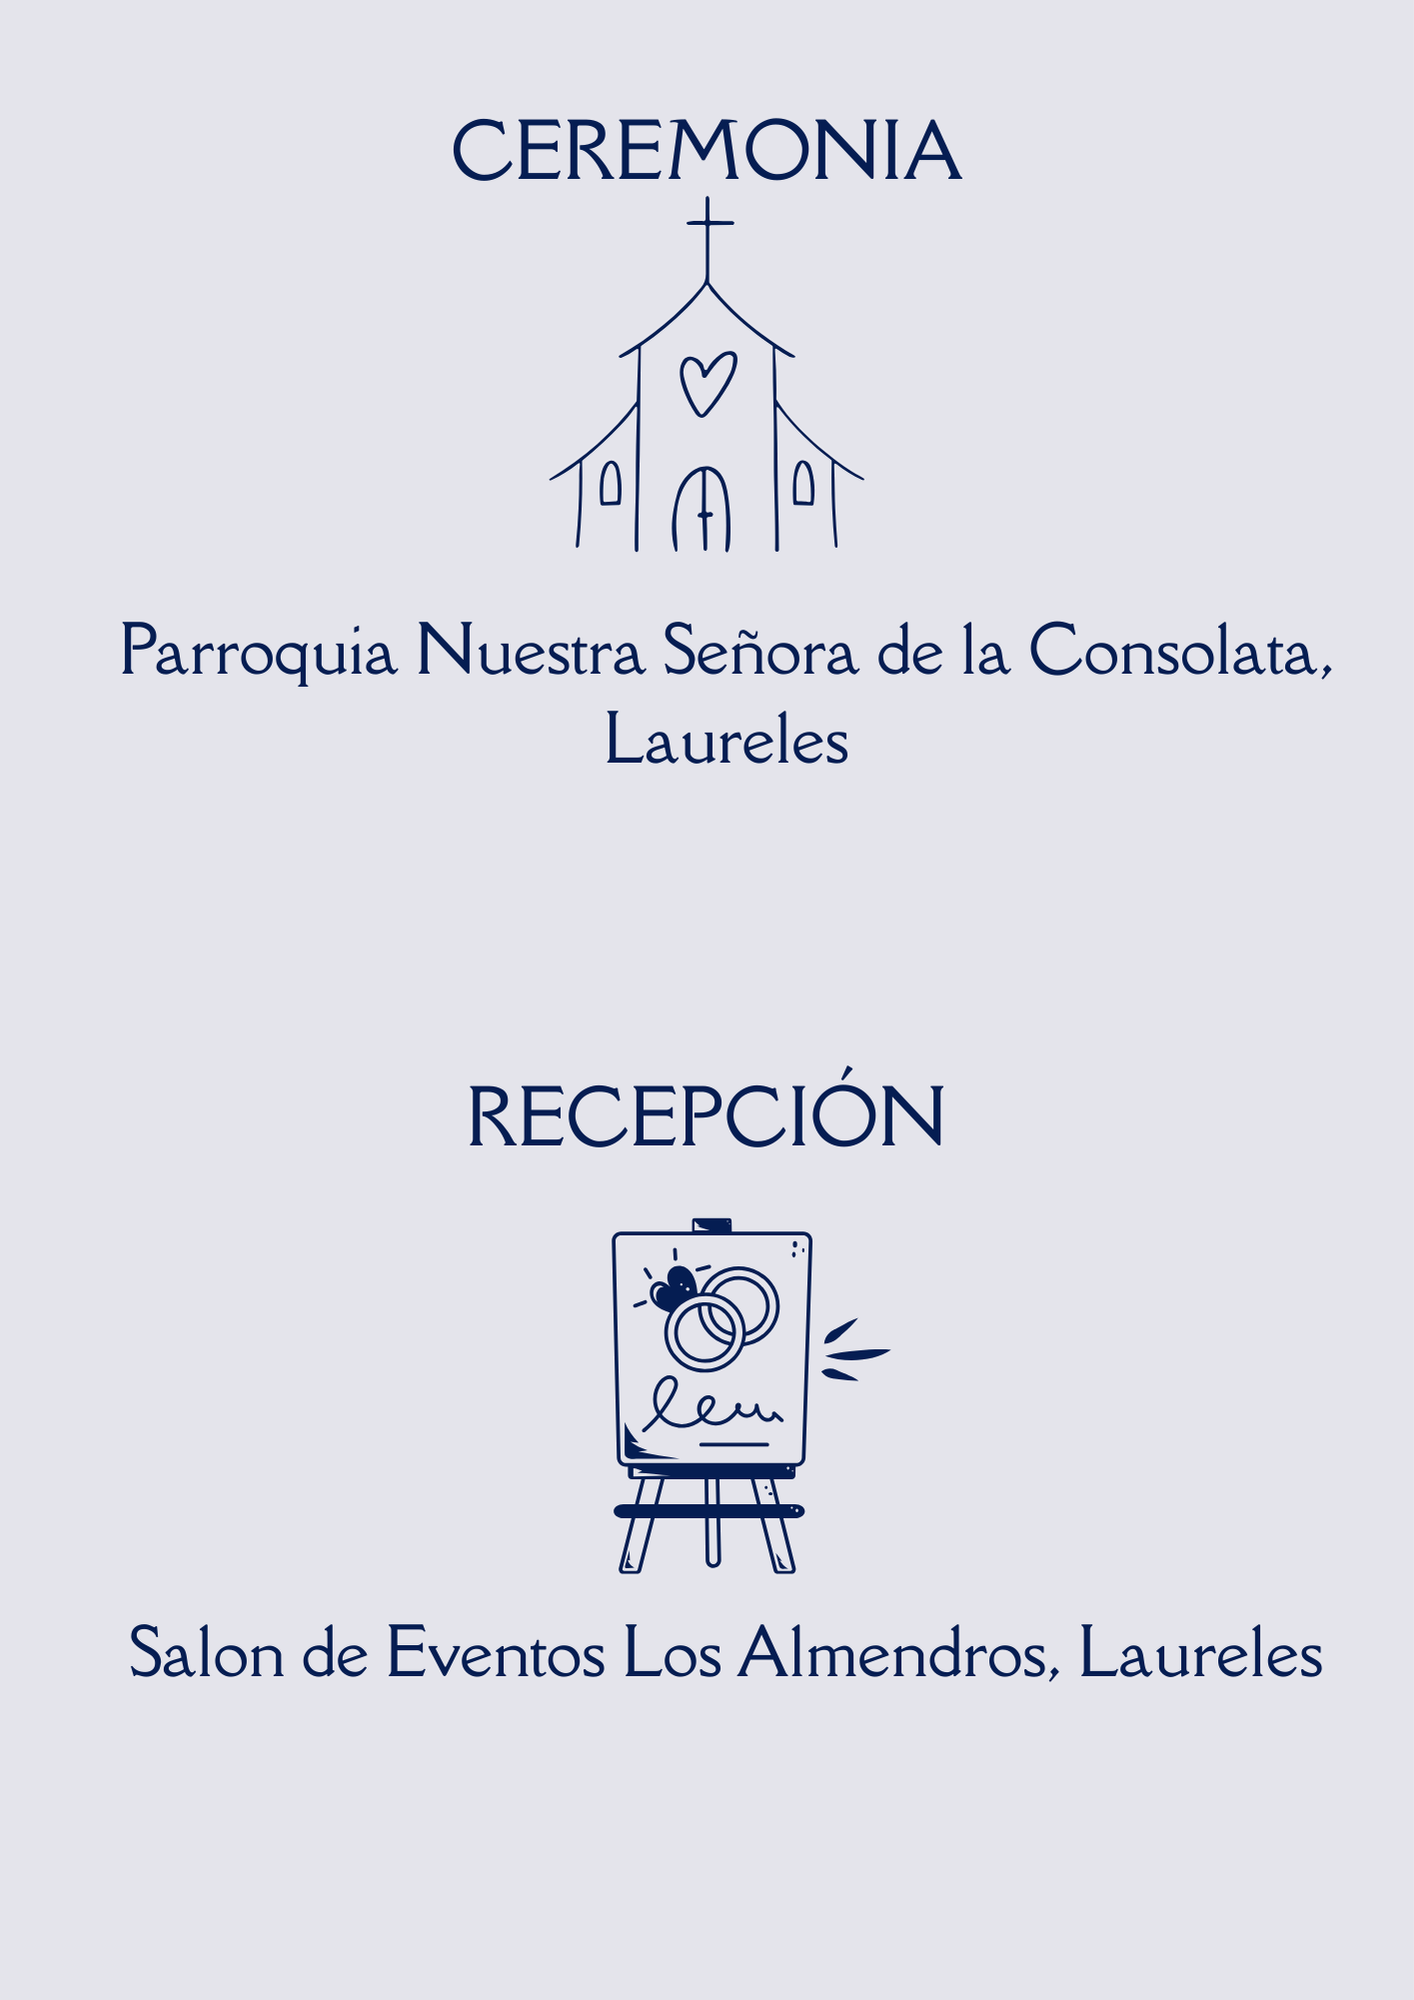 CEREMONIA
Parroquia Nuestra Señora de la Consolata,
Laureles
RECEPCIÓN
Salon de Eventos Los Almendros, Laureles